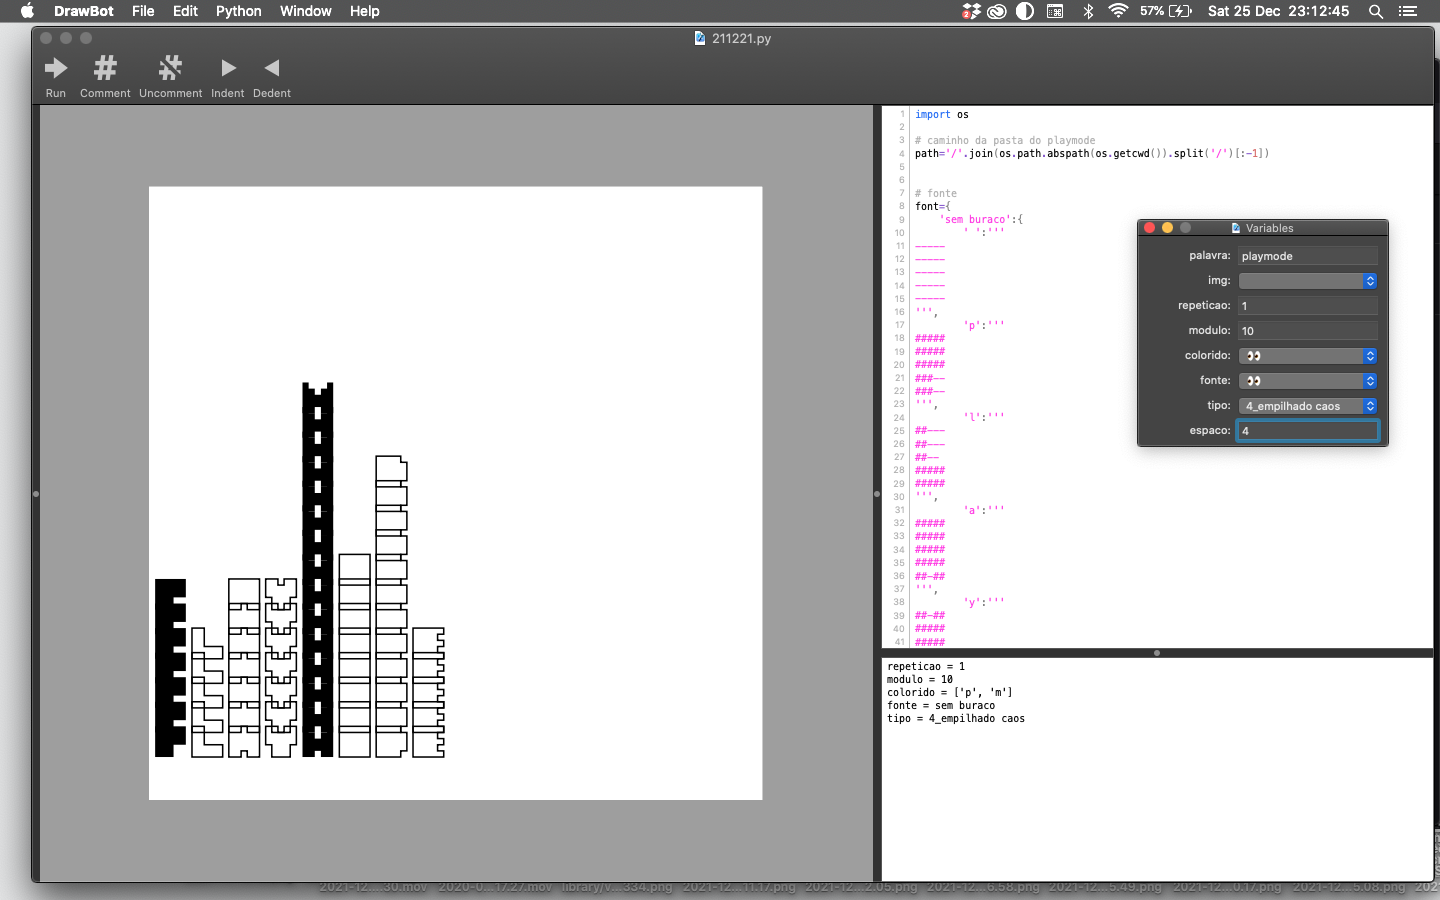 DrawBot File Edit Python Window Help 2 57% Sat 25 Dec 23:12:45
211221.py
Run Comment Uncomment Indent Dedent
1 import os
2
3 # caminho da pasta do playmode
4 path='/'.join(os.path.abspath(os.getcwd()).split('/')[:-1])
5
6
7 # fonte
8 font={
9 'sem buraco':{
10 ' ':'''
11 -----
12 -----
13 -----
14 -----
15 -----
16 ''',
17 'p':'''
18 #####
19 #####
20 #####
21 ###--
22 ###--
23 ''',
24 'l':'''
25 ##---
26 ##---
27 ##--
28 #####
29 #####
30 ''',
31 'a':'''
32 #####
33 #####
34 #####
35 #####
36 ##-##
37 ''',
38 'y':'''
39 ##-##
40 #####
41 #####
Variables
palavra: playmode
img:
repeticao: 1
modulo: 10
colorido: 👀
fonte: 👀
tipo: 4_empilhado caos
espaco: 4
repeticao = 1
modulo = 10
colorido = ['p', 'm']
fonte = sem buraco
tipo = 4_empilhado caos
2021-12...30.mov 2020-0...17.27.mov library/v...334.png 2021-12...11.17.png 2021-12...2.05.png 2021-12...6.58.png 2021-12...5.49.png 2021-12...0.17.png 2021-12...5.08.png